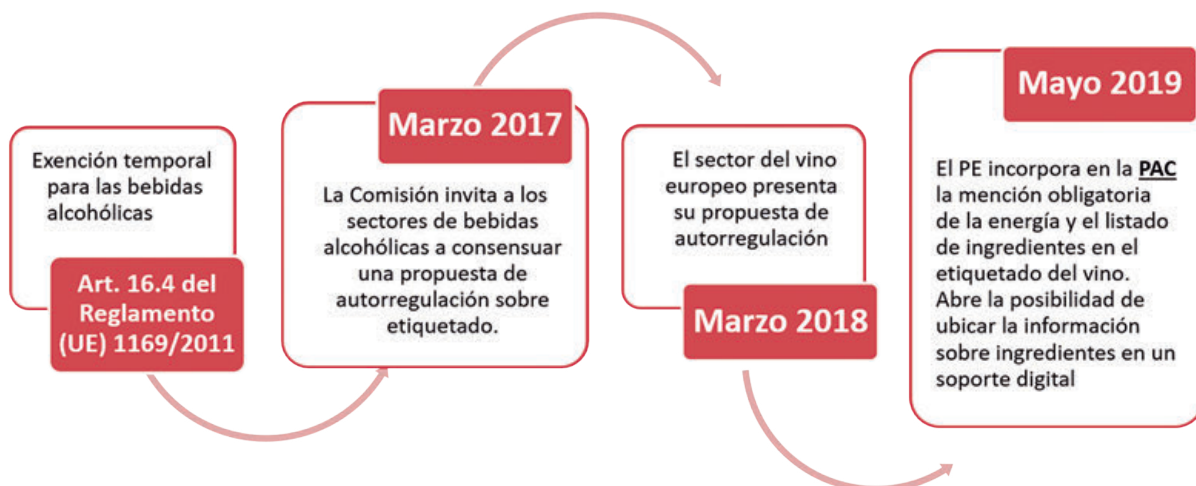 Exención temporal
para las bebidas
alcohólicas
Art. 16.4 del
Reglamento
(UE) 1169/2011
Marzo 2017
La Comisión invita a los
sectores de bebidas
alcohólicas a consensuar
una propuesta de
autorregulación sobre
etiquetado.
El sector del vino
europeo presenta
su propuesta de
autorregulación
Marzo 2018
Mayo 2019
El PE incorpora en la PAC
la mención obligatoria
de la energía y el listado
de ingredientes en el
etiquetado del vino.
Abre la posibilidad de
ubicar la información
sobre ingredientes en un
soporte digital